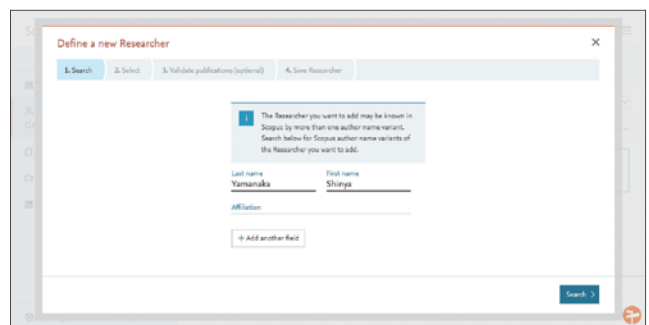 Define a new Researcher
×
1. Search
2. Select
3. Validate publications (optional)
4. Save Researcher
i
The Researcher you want to add may be known in
Scopus by more than one author name variant.
Search below for Scopus author name variants of
the Researcher you want to add.
Last name
First name
Yamanaka
Shinya
Affiliation
+ Add another field
Search >